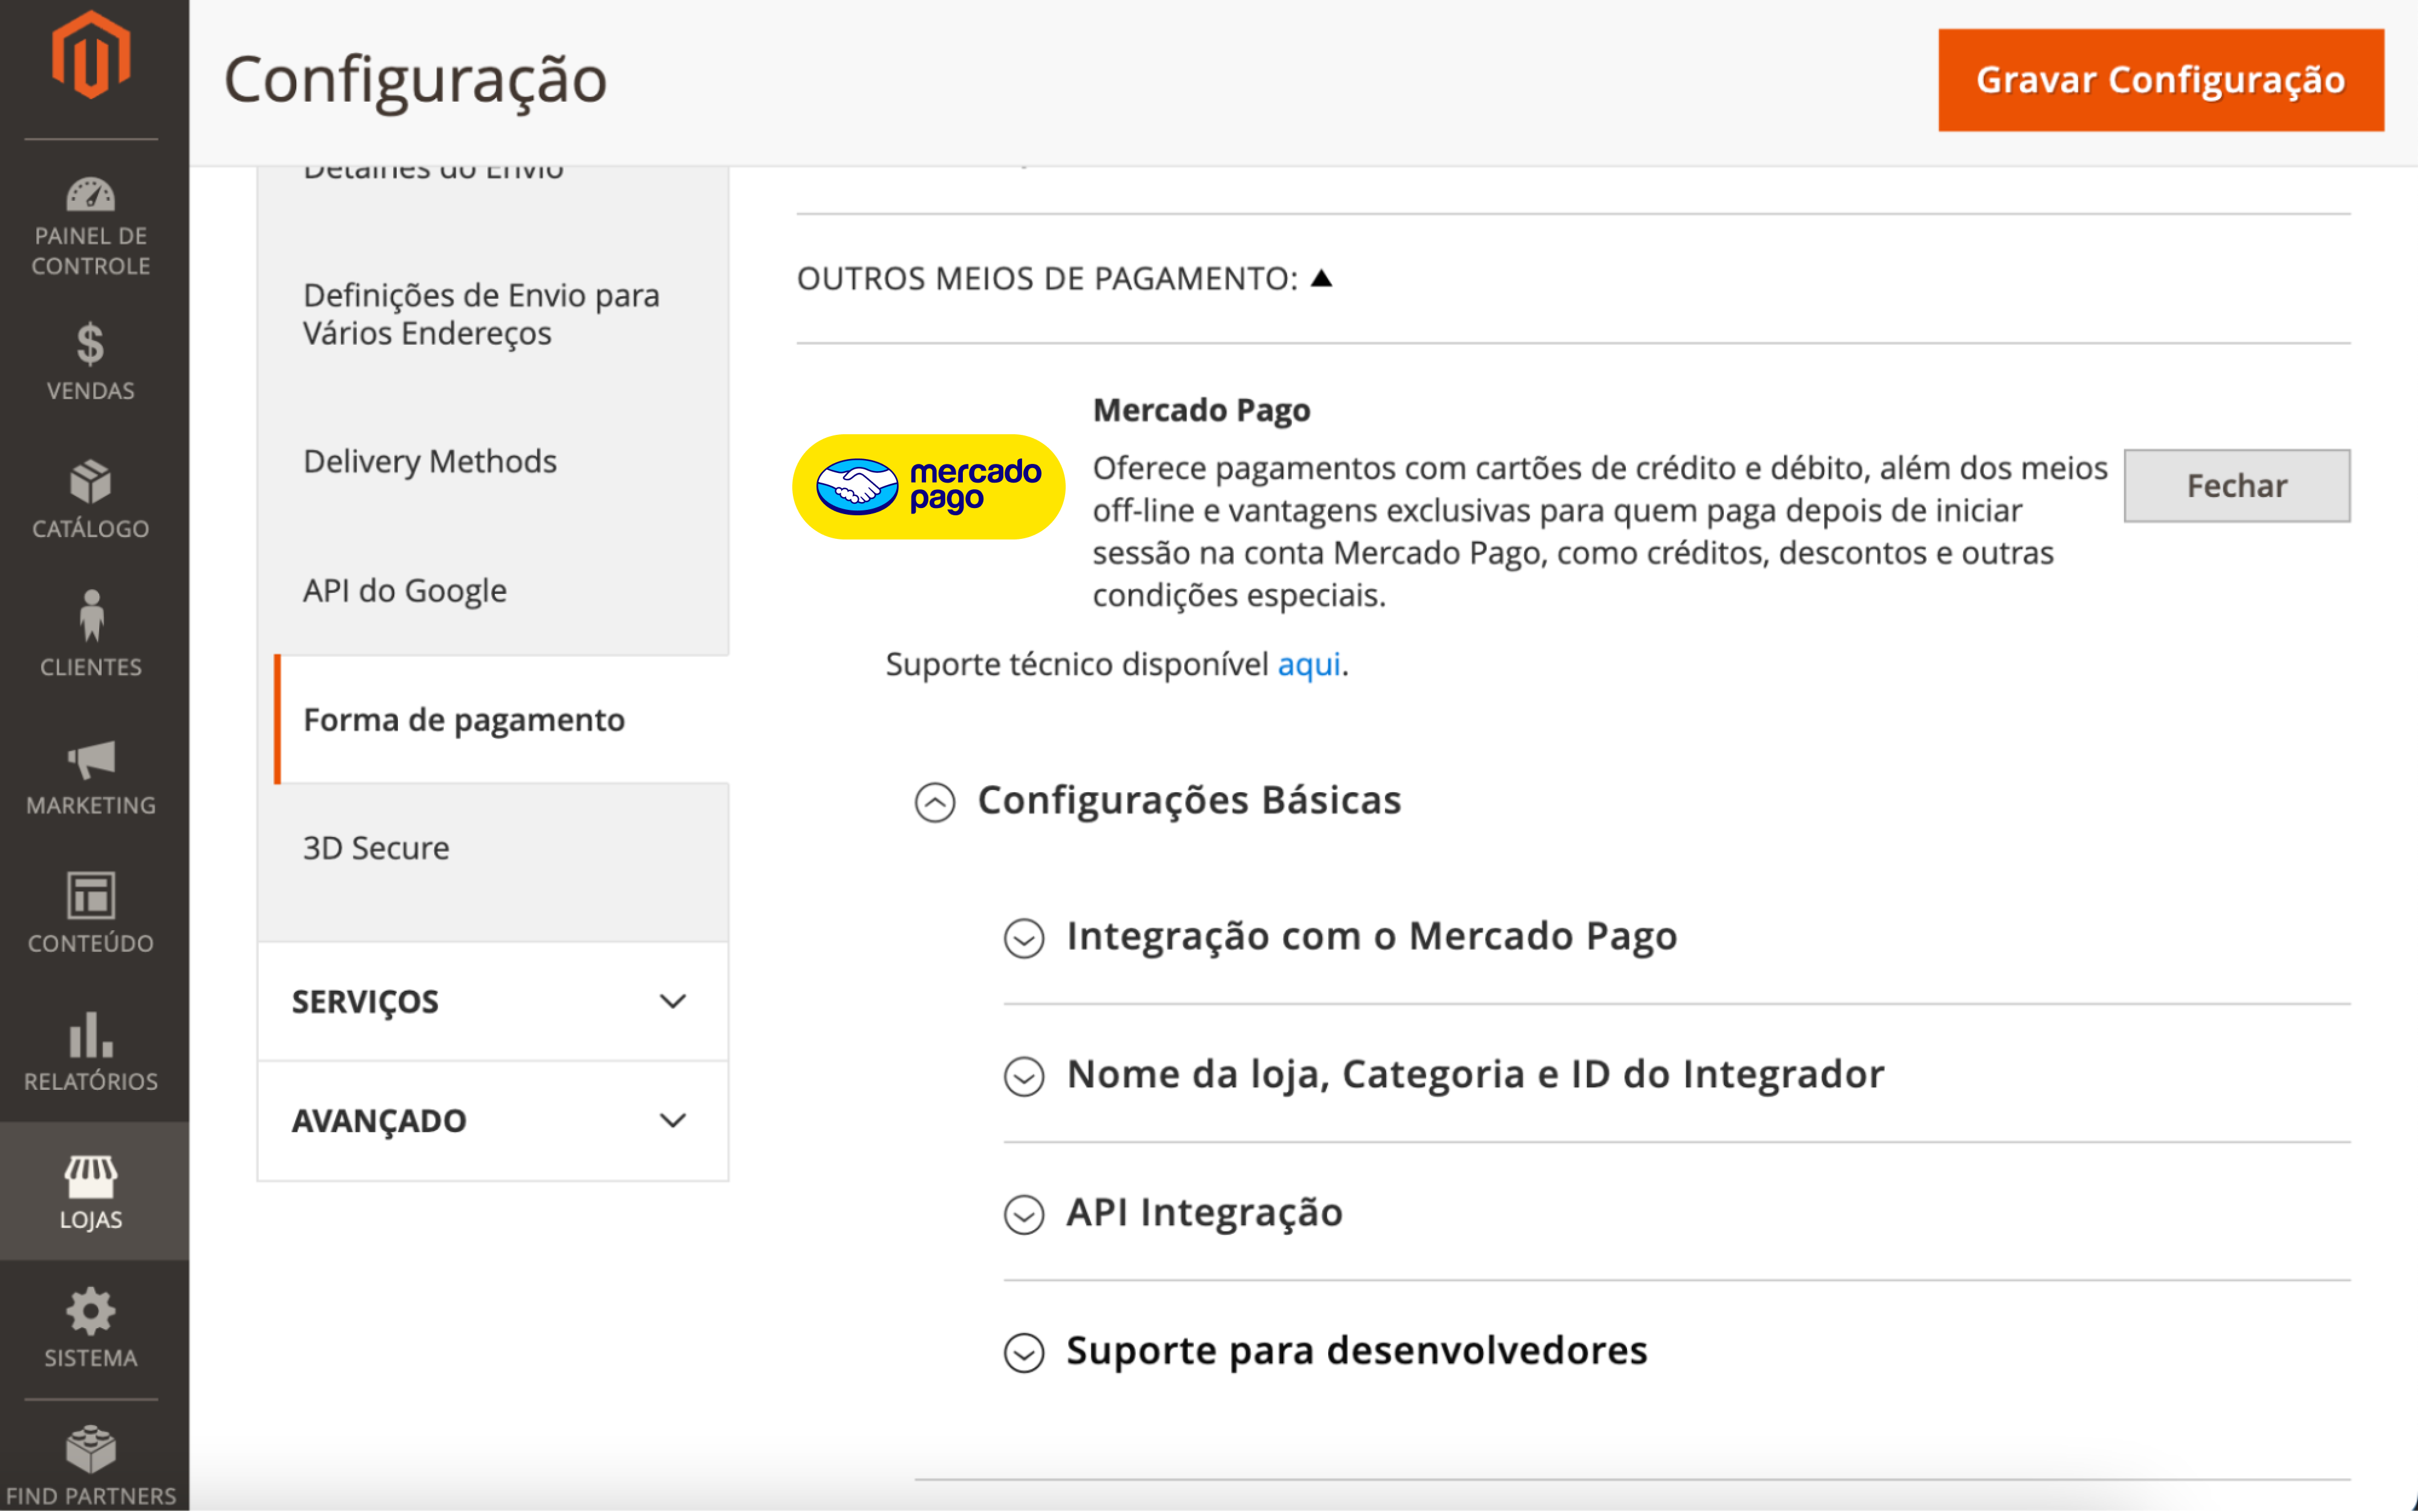 Configuração
Gravar Configuração
PAINEL DE
CONTROLE
VENDAS
CATÁLOGO
CLIENTES
MARKETING
CONTEÚDO
RELATÓRIOS
LOJAS
SISTEMA
FIND PARTNERS
Detalhes do Envio
Definições de Envio para
Vários Endereços
Delivery Methods
API do Google
Forma de pagamento
3D Secure
SERVIÇOS
AVANÇADO
OUTROS MEIOS DE PAGAMENTO:
mercado
pago
Mercado Pago
Oferece pagamentos com cartões de crédito e débito, além dos meios
off-line e vantagens exclusivas para quem paga depois de iniciar
sessão na conta Mercado Pago, como créditos, descontos e outras
condições especiais.
Fechar
Suporte técnico disponível aqui.
Configurações Básicas
Integração com o Mercado Pago
Nome da loja, Categoria e ID do Integrador
API Integração
Suporte para desenvolvedores